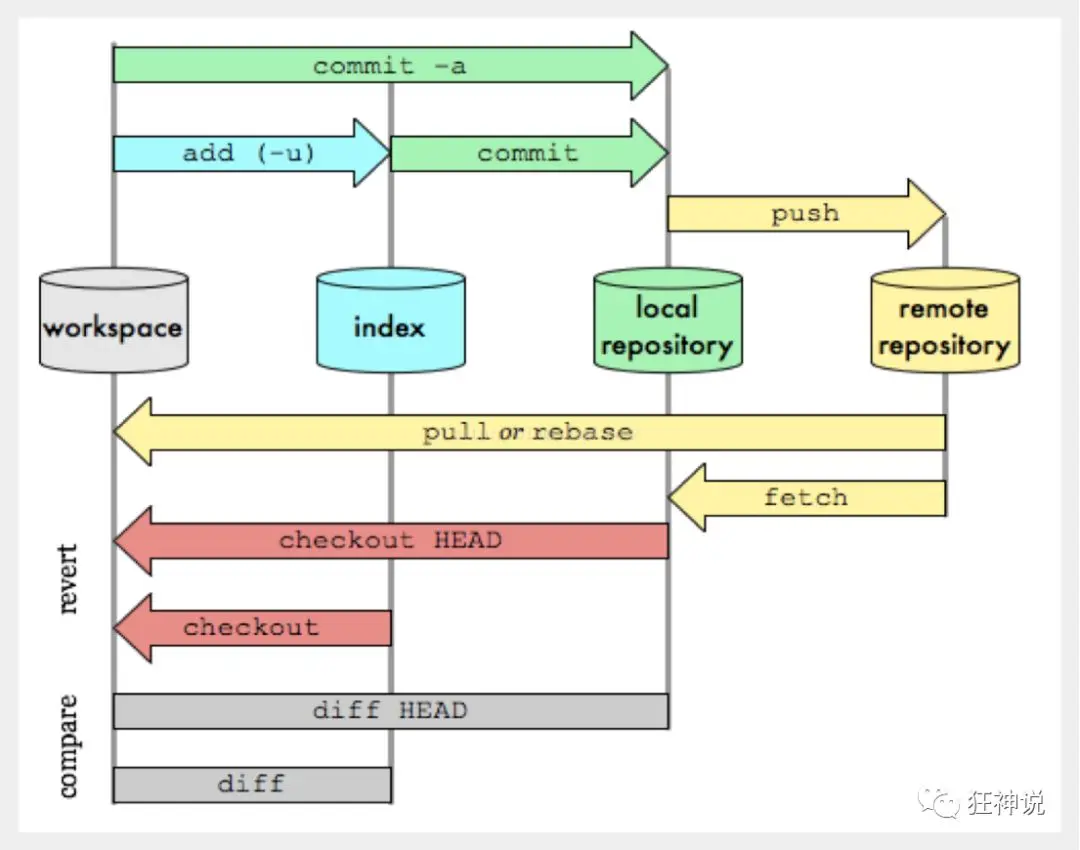 commit -a
add (-u)
commit
push
workspace
index
local
repository
remote
repository
pull or rebase
fetch
revert
checkout HEAD
checkout
compare
diff HEAD
diff
狂神说